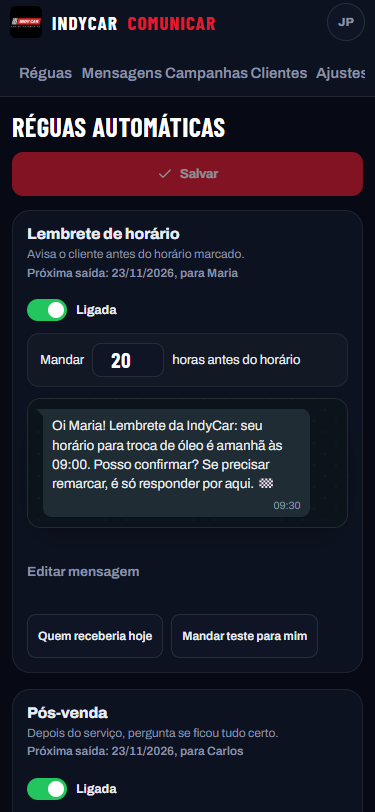 INDYCAR COMUNICAR
JP
Réguas Mensagens Campanhas Clientes Ajustes
RÉGUAS AUTOMÁTICAS
Salvar
Lembrete de horário
Avisa o cliente antes do horário marcado.
Próxima saída: 23/11/2026, para Maria
Ligada
Mandar 20 horas antes do horário
Oi Maria! Lembrete da IndyCar: seu
horário para troca de óleo é amanhã às
09:00. Posso confirmar? Se precisar
remarcar, é só responder por aqui. 🏁
09:30
Editar mensagem
Quem receberia hoje Mandar teste para mim
Pós-venda
Depois do serviço, pergunta se ficou tudo certo.
Próxima saída: 23/11/2026, para Carlos
Ligada